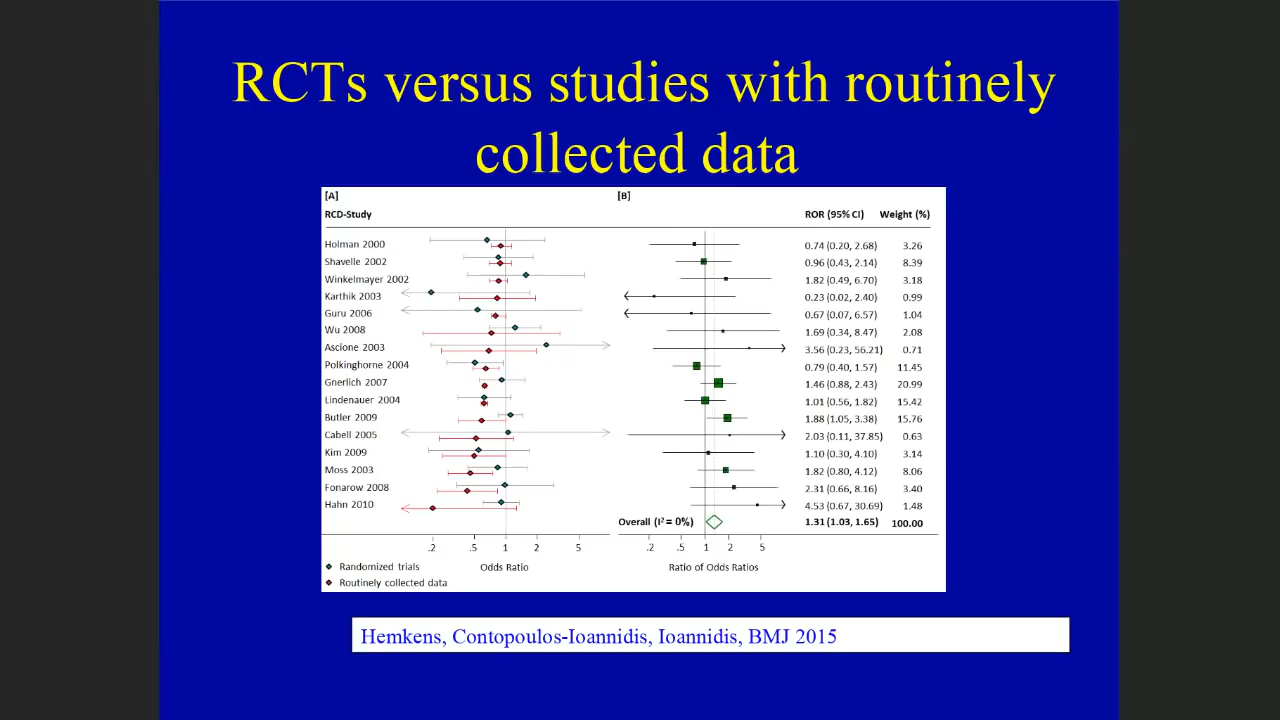 RCTs versus studies with routinely
collected data
[A] [B]
RCD-Study ROR (95% CI) Weight (%)
Holman 2000 0.74 (0.20, 2.68) 3.26
Shavelle 2002 0.96 (0.43, 2.14) 8.39
Winkelmayer 2002 1.82 (0.49, 6.70) 3.18
Karthik 2003 0.23 (0.02, 2.40) 0.99
Guru 2006 0.67 (0.07, 6.57) 1.04
Wu 2008 1.69 (0.34, 8.47) 2.08
Ascione 2003 3.56 (0.23, 56.21) 0.71
Polkinghorne 2004 0.79 (0.40, 1.57) 11.45
Gnerlich 2007 1.46 (0.88, 2.43) 20.99
Lindenauer 2004 1.01 (0.56, 1.82) 15.42
Butler 2009 1.88 (1.05, 3.38) 15.76
Cabell 2005 2.03 (0.11, 37.85) 0.63
Kim 2009 1.10 (0.30, 4.10) 3.14
Moss 2003 1.82 (0.80, 4.12) 8.06
Fonarow 2008 2.31 (0.66, 8.16) 3.40
Hahn 2010 4.53 (0.67, 30.69) 1.48
Overall (I² = 0%) 1.31 (1.03, 1.65) 100.00
.2 .5 1 2 5 .2 .5 1 2 5
Randomized trials Odds Ratio Ratio of Odds Ratios
Routinely collected data
Hemkens, Contopoulos-Ioannidis, Ioannidis, BMJ 2015